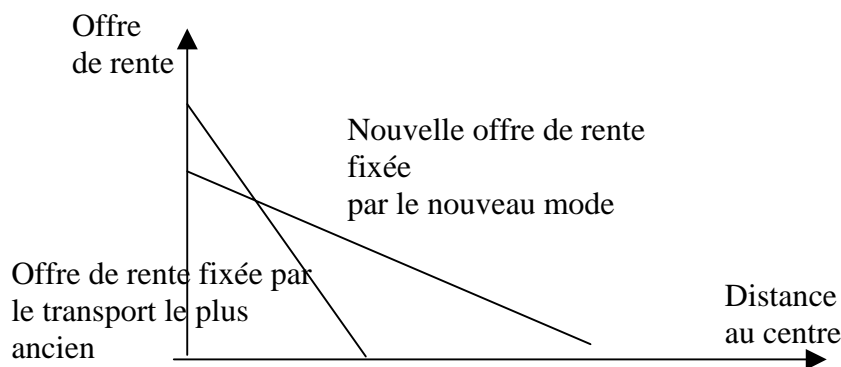 Offre
de rente
Nouvelle offre de rente
fixée
par le nouveau mode
Offre de rente fixée par
le transport le plus
ancien
Distance
au centre